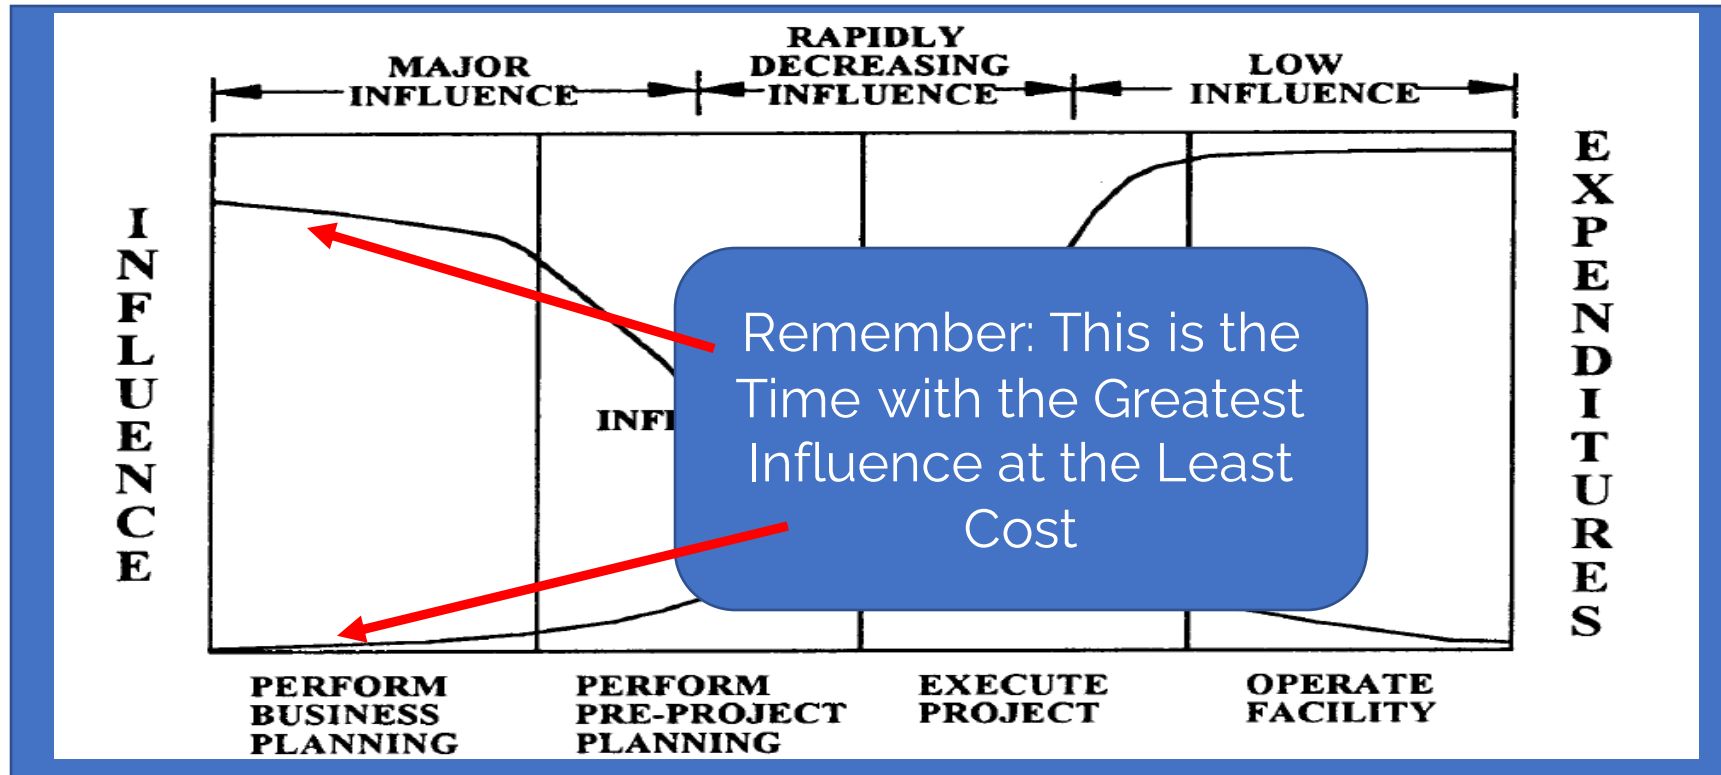 MAJOR
INFLUENCE
RAPIDLY
DECREASING
INFLUENCE
LOW
INFLUENCE
INFLUENCE
EXPENDITURES
Remember: This is the
Time with the Greatest
Influence at the Least
Cost
PERFORM
BUSINESS
PLANNING
PERFORM
PRE-PROJECT
PLANNING
EXECUTE
PROJECT
OPERATE
FACILITY